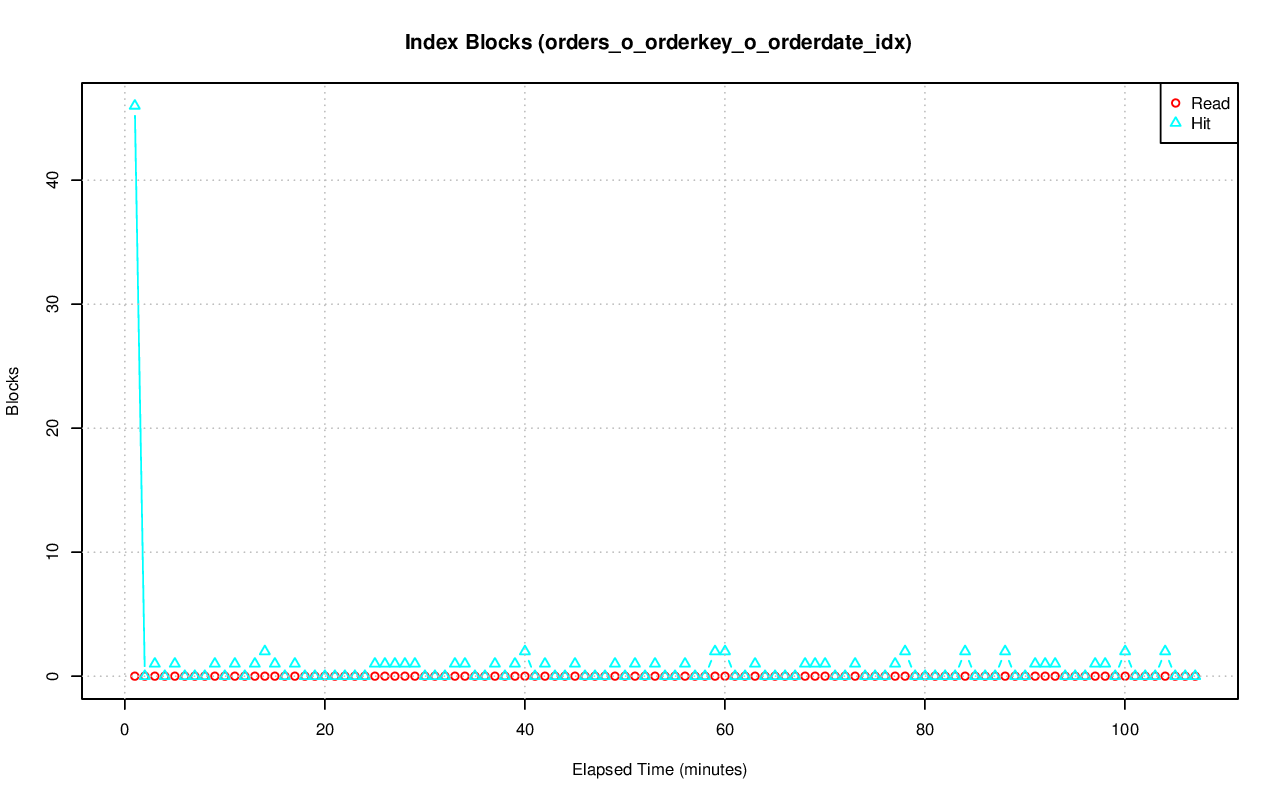 Index Blocks (orders_o_orderkey_o_orderdate_idx)
Read
Hit
40
30
20
10
0
Blocks
0 20 40 60 80 100
Elapsed Time (minutes)